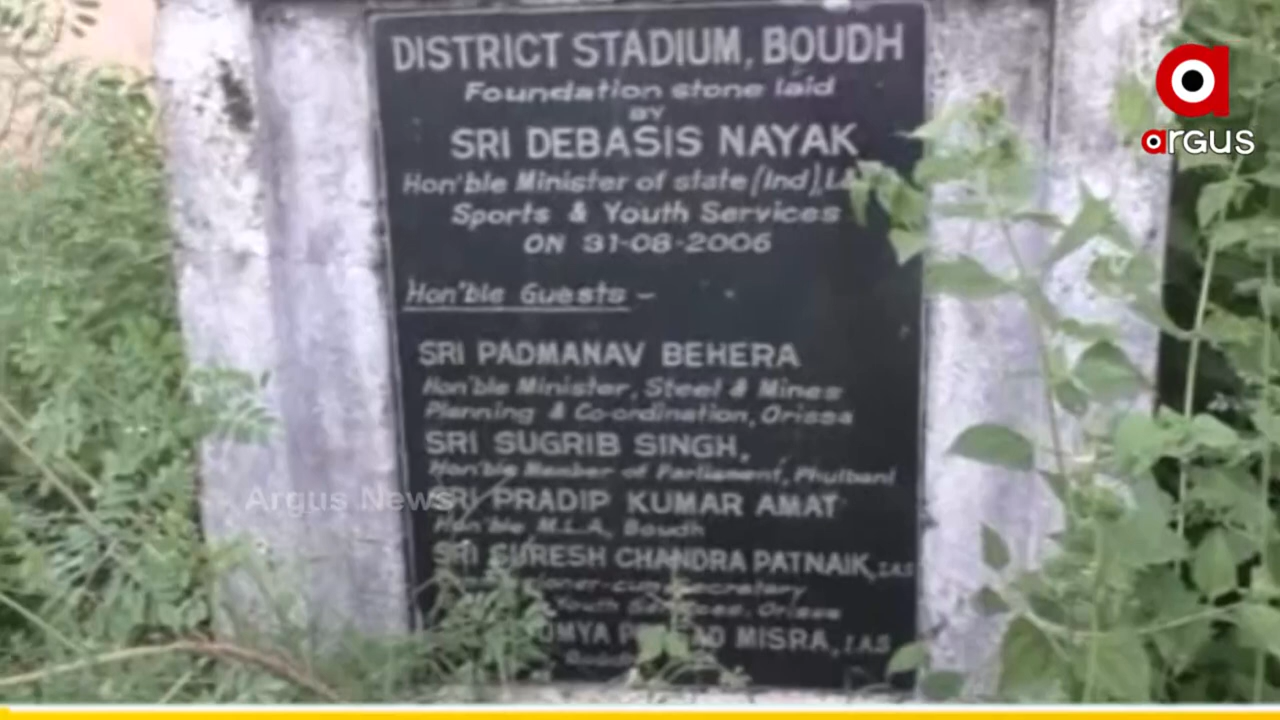 DISTRICT STADIUM, BOUDH
Foundation stone laid
BY
SRI DEBASIS NAYAK
Hon'ble Minister of state (Ind),
Sports & Youth Services
ON 31-08-2006
Hon'ble Guests -
SRI PADMANAV BEHERA
Hon'ble Minister, Steel & Mines
Planning & Co-ordination, Orissa
SRI SUGRIB SINGH,
Hon'ble Member of Parliament, Phulbani
SRI PRADIP KUMAR AMAT
Hon'ble M.L.A, Boudh
SRI SURESH CHANDRA PATNAIK, I.A.S
Youth Services, Orissa
MISRA, I.A.S
argus
Argus News